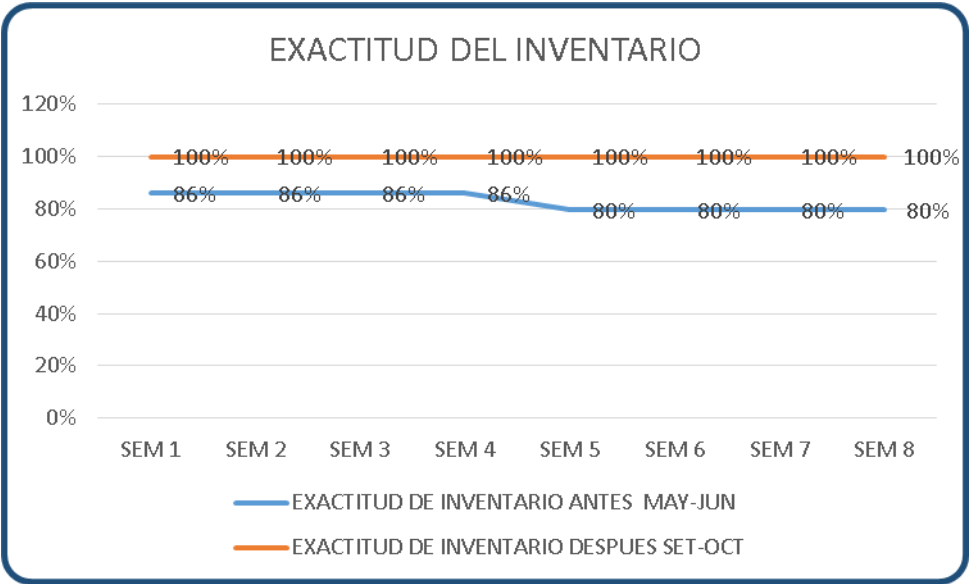 EXACTITUD DEL INVENTARIO
120%
100%
100% 100% 100% 100% 100% 100% 100% 100%
86% 86% 86% 86%
80%
80% 80% 80% 80%
60%
40%
20%
0%
SEM 1 SEM 2 SEM 3 SEM 4 SEM 5 SEM 6 SEM 7 SEM 8
EXACTITUD DE INVENTARIO ANTES MAY-JUN
EXACTITUD DE INVENTARIO DESPUES SET-OCT